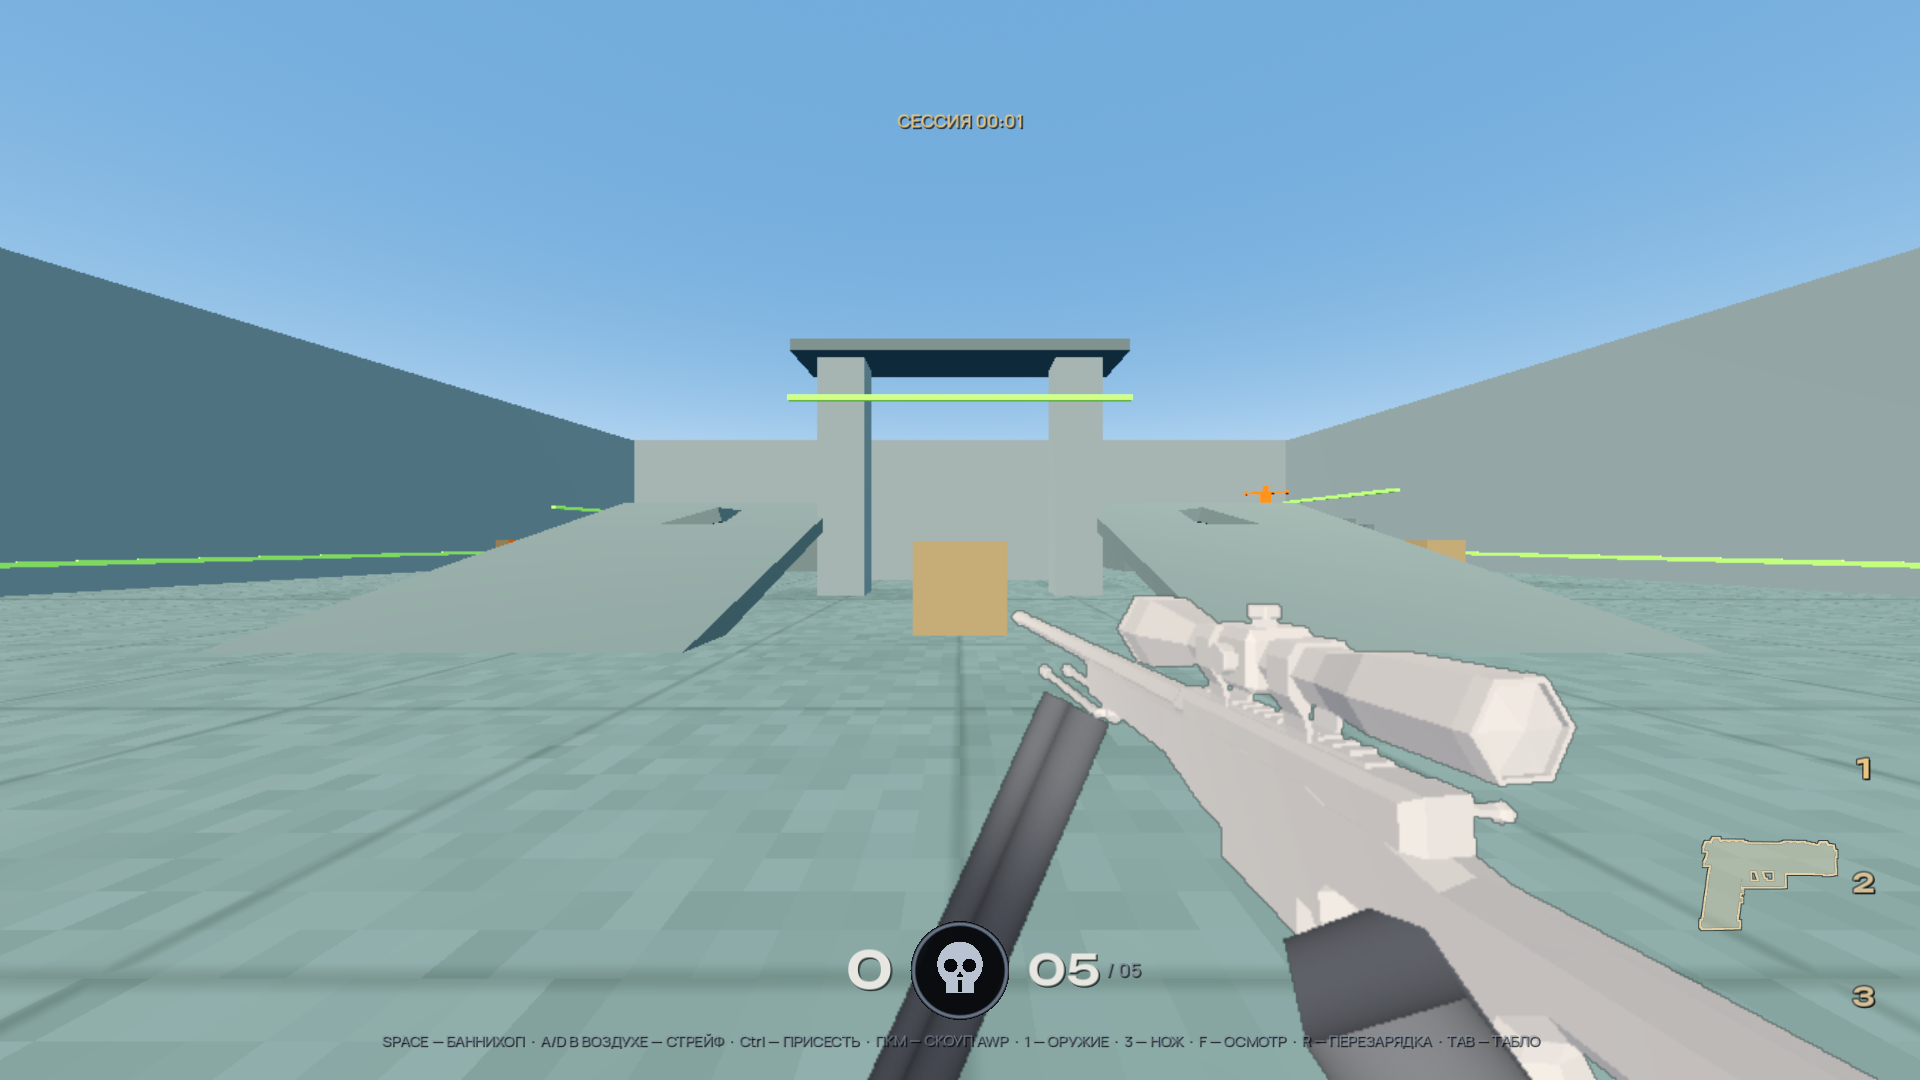 СЕССИЯ 00:01
1
2
0 05 / 05
3
SPACE — БАННИХОП · A/D В ВОЗДУХЕ — СТРЕЙФ · Ctrl — ПРИСЕСТЬ · ПКМ — СКОУП AWP · 1 — ОРУЖИЕ · 3 — НОЖ · F — ОСМОТР · R — ПЕРЕЗАРЯДКА · TAB — ТАБЛО